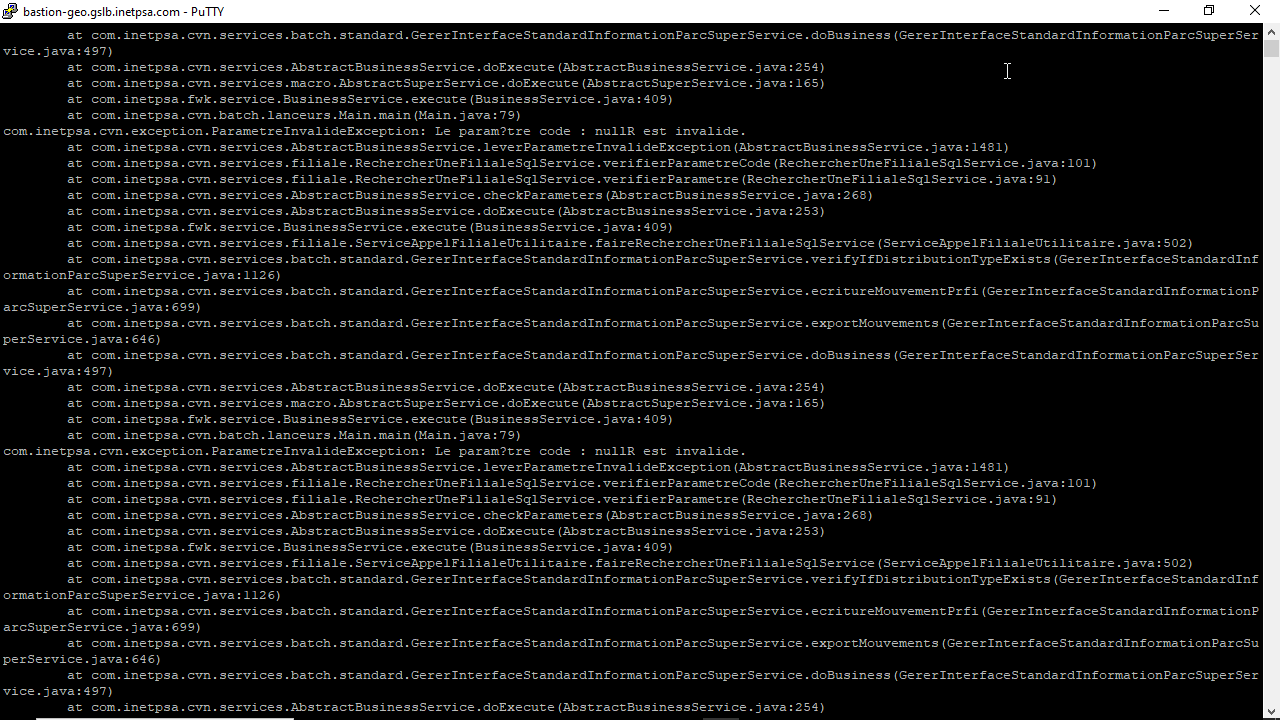 bastion-geo.gslb.inetpsa.com - PuTTY
at com.inetpsa.cvn.services.batch.standard.GererInterfaceStandardInformationParcSuperService.doBusiness(GererInterfaceStandardInformationParcSuperSer
vice.java:497)
at com.inetpsa.cvn.services.AbstractBusinessService.doExecute(AbstractBusinessService.java:254)
at com.inetpsa.cvn.services.macro.AbstractSuperService.doExecute(AbstractSuperService.java:165)
at com.inetpsa.fwk.service.BusinessService.execute(BusinessService.java:409)
at com.inetpsa.cvn.batch.lanceurs.Main.main(Main.java:79)
com.inetpsa.cvn.exception.ParametreInvalideException: Le param?tre code : nullR est invalide.
at com.inetpsa.cvn.services.AbstractBusinessService.leverParametreInvalideException(AbstractBusinessService.java:1481)
at com.inetpsa.cvn.services.filiale.RechercherUneFilialeSqlService.verifierParametreCode(RechercherUneFilialeSqlService.java:101)
at com.inetpsa.cvn.services.filiale.RechercherUneFilialeSqlService.verifierParametre(RechercherUneFilialeSqlService.java:91)
at com.inetpsa.cvn.services.AbstractBusinessService.checkParameters(AbstractBusinessService.java:268)
at com.inetpsa.cvn.services.AbstractBusinessService.doExecute(AbstractBusinessService.java:253)
at com.inetpsa.fwk.service.BusinessService.execute(BusinessService.java:409)
at com.inetpsa.cvn.services.filiale.ServiceAppelFilialeUtilitaire.faireRechercherUneFilialeSqlService(ServiceAppelFilialeUtilitaire.java:502)
at com.inetpsa.cvn.services.batch.standard.GererInterfaceStandardInformationParcSuperService.verifyIfDistributionTypeExists(GererInterfaceStandardInf
ormationParcSuperService.java:1126)
at com.inetpsa.cvn.services.batch.standard.GererInterfaceStandardInformationParcSuperService.ecritureMouvementPrfi(GererInterfaceStandardInformationP
arcSuperService.java:699)
at com.inetpsa.cvn.services.batch.standard.GererInterfaceStandardInformationParcSuperService.exportMouvements(GererInterfaceStandardInformationParcSu
perService.java:646)
at com.inetpsa.cvn.services.batch.standard.GererInterfaceStandardInformationParcSuperService.doBusiness(GererInterfaceStandardInformationParcSuperSer
vice.java:497)
at com.inetpsa.cvn.services.AbstractBusinessService.doExecute(AbstractBusinessService.java:254)
at com.inetpsa.cvn.services.macro.AbstractSuperService.doExecute(AbstractSuperService.java:165)
at com.inetpsa.fwk.service.BusinessService.execute(BusinessService.java:409)
at com.inetpsa.cvn.batch.lanceurs.Main.main(Main.java:79)
com.inetpsa.cvn.exception.ParametreInvalideException: Le param?tre code : nullR est invalide.
at com.inetpsa.cvn.services.AbstractBusinessService.leverParametreInvalideException(AbstractBusinessService.java:1481)
at com.inetpsa.cvn.services.filiale.RechercherUneFilialeSqlService.verifierParametreCode(RechercherUneFilialeSqlService.java:101)
at com.inetpsa.cvn.services.filiale.RechercherUneFilialeSqlService.verifierParametre(RechercherUneFilialeSqlService.java:91)
at com.inetpsa.cvn.services.AbstractBusinessService.checkParameters(AbstractBusinessService.java:268)
at com.inetpsa.cvn.services.AbstractBusinessService.doExecute(AbstractBusinessService.java:253)
at com.inetpsa.fwk.service.BusinessService.execute(BusinessService.java:409)
at com.inetpsa.cvn.services.filiale.ServiceAppelFilialeUtilitaire.faireRechercherUneFilialeSqlService(ServiceAppelFilialeUtilitaire.java:502)
at com.inetpsa.cvn.services.batch.standard.GererInterfaceStandardInformationParcSuperService.verifyIfDistributionTypeExists(GererInterfaceStandardInf
ormationParcSuperService.java:1126)
at com.inetpsa.cvn.services.batch.standard.GererInterfaceStandardInformationParcSuperService.ecritureMouvementPrfi(GererInterfaceStandardInformationP
arcSuperService.java:699)
at com.inetpsa.cvn.services.batch.standard.GererInterfaceStandardInformationParcSuperService.exportMouvements(GererInterfaceStandardInformationParcSu
perService.java:646)
at com.inetpsa.cvn.services.batch.standard.GererInterfaceStandardInformationParcSuperService.doBusiness(GererInterfaceStandardInformationParcSuperSer
vice.java:497)
at com.inetpsa.cvn.services.AbstractBusinessService.doExecute(AbstractBusinessService.java:254)